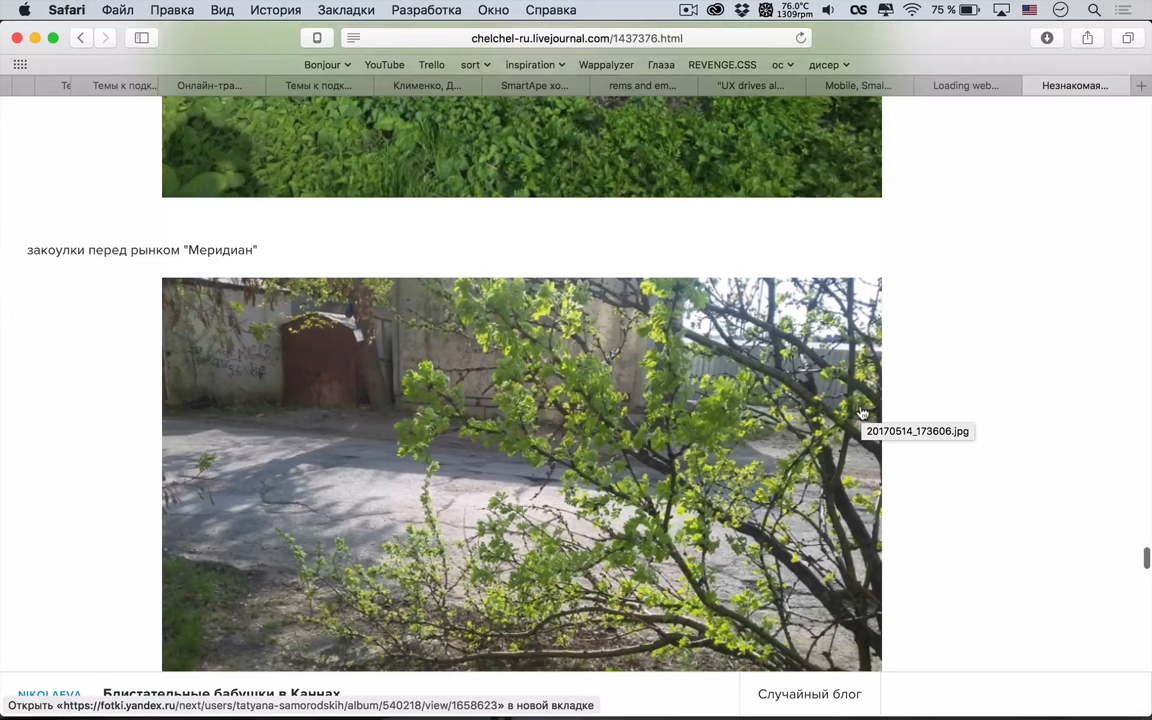 Safari Файл Правка Вид История Закладки Разработка Окно Справка 76.0°C 1309rpm 75 %
chelchel-ru.livejournal.com/1437376.html
Bonjour YouTube Trello sort inspiration Wappalyzer Глаза REVENGE.CSS ос дисер
Те Темы к подк... Онлайн-тра... Темы к подк... Клименко, Д... SmartApe хо... rems and em... "UX drives al... Mobile, Smal... Loading web... Незнакомая...
закоулки перед рынком "Меридиан"
20170514_173606.jpg
NIKOLAEVA Блистательные бабушки в Каннах Случайный блог
Открыть «https://fotki.yandex.ru/next/users/tatyana-samorodskih/album/540218/view/1658623» в новой вкладке